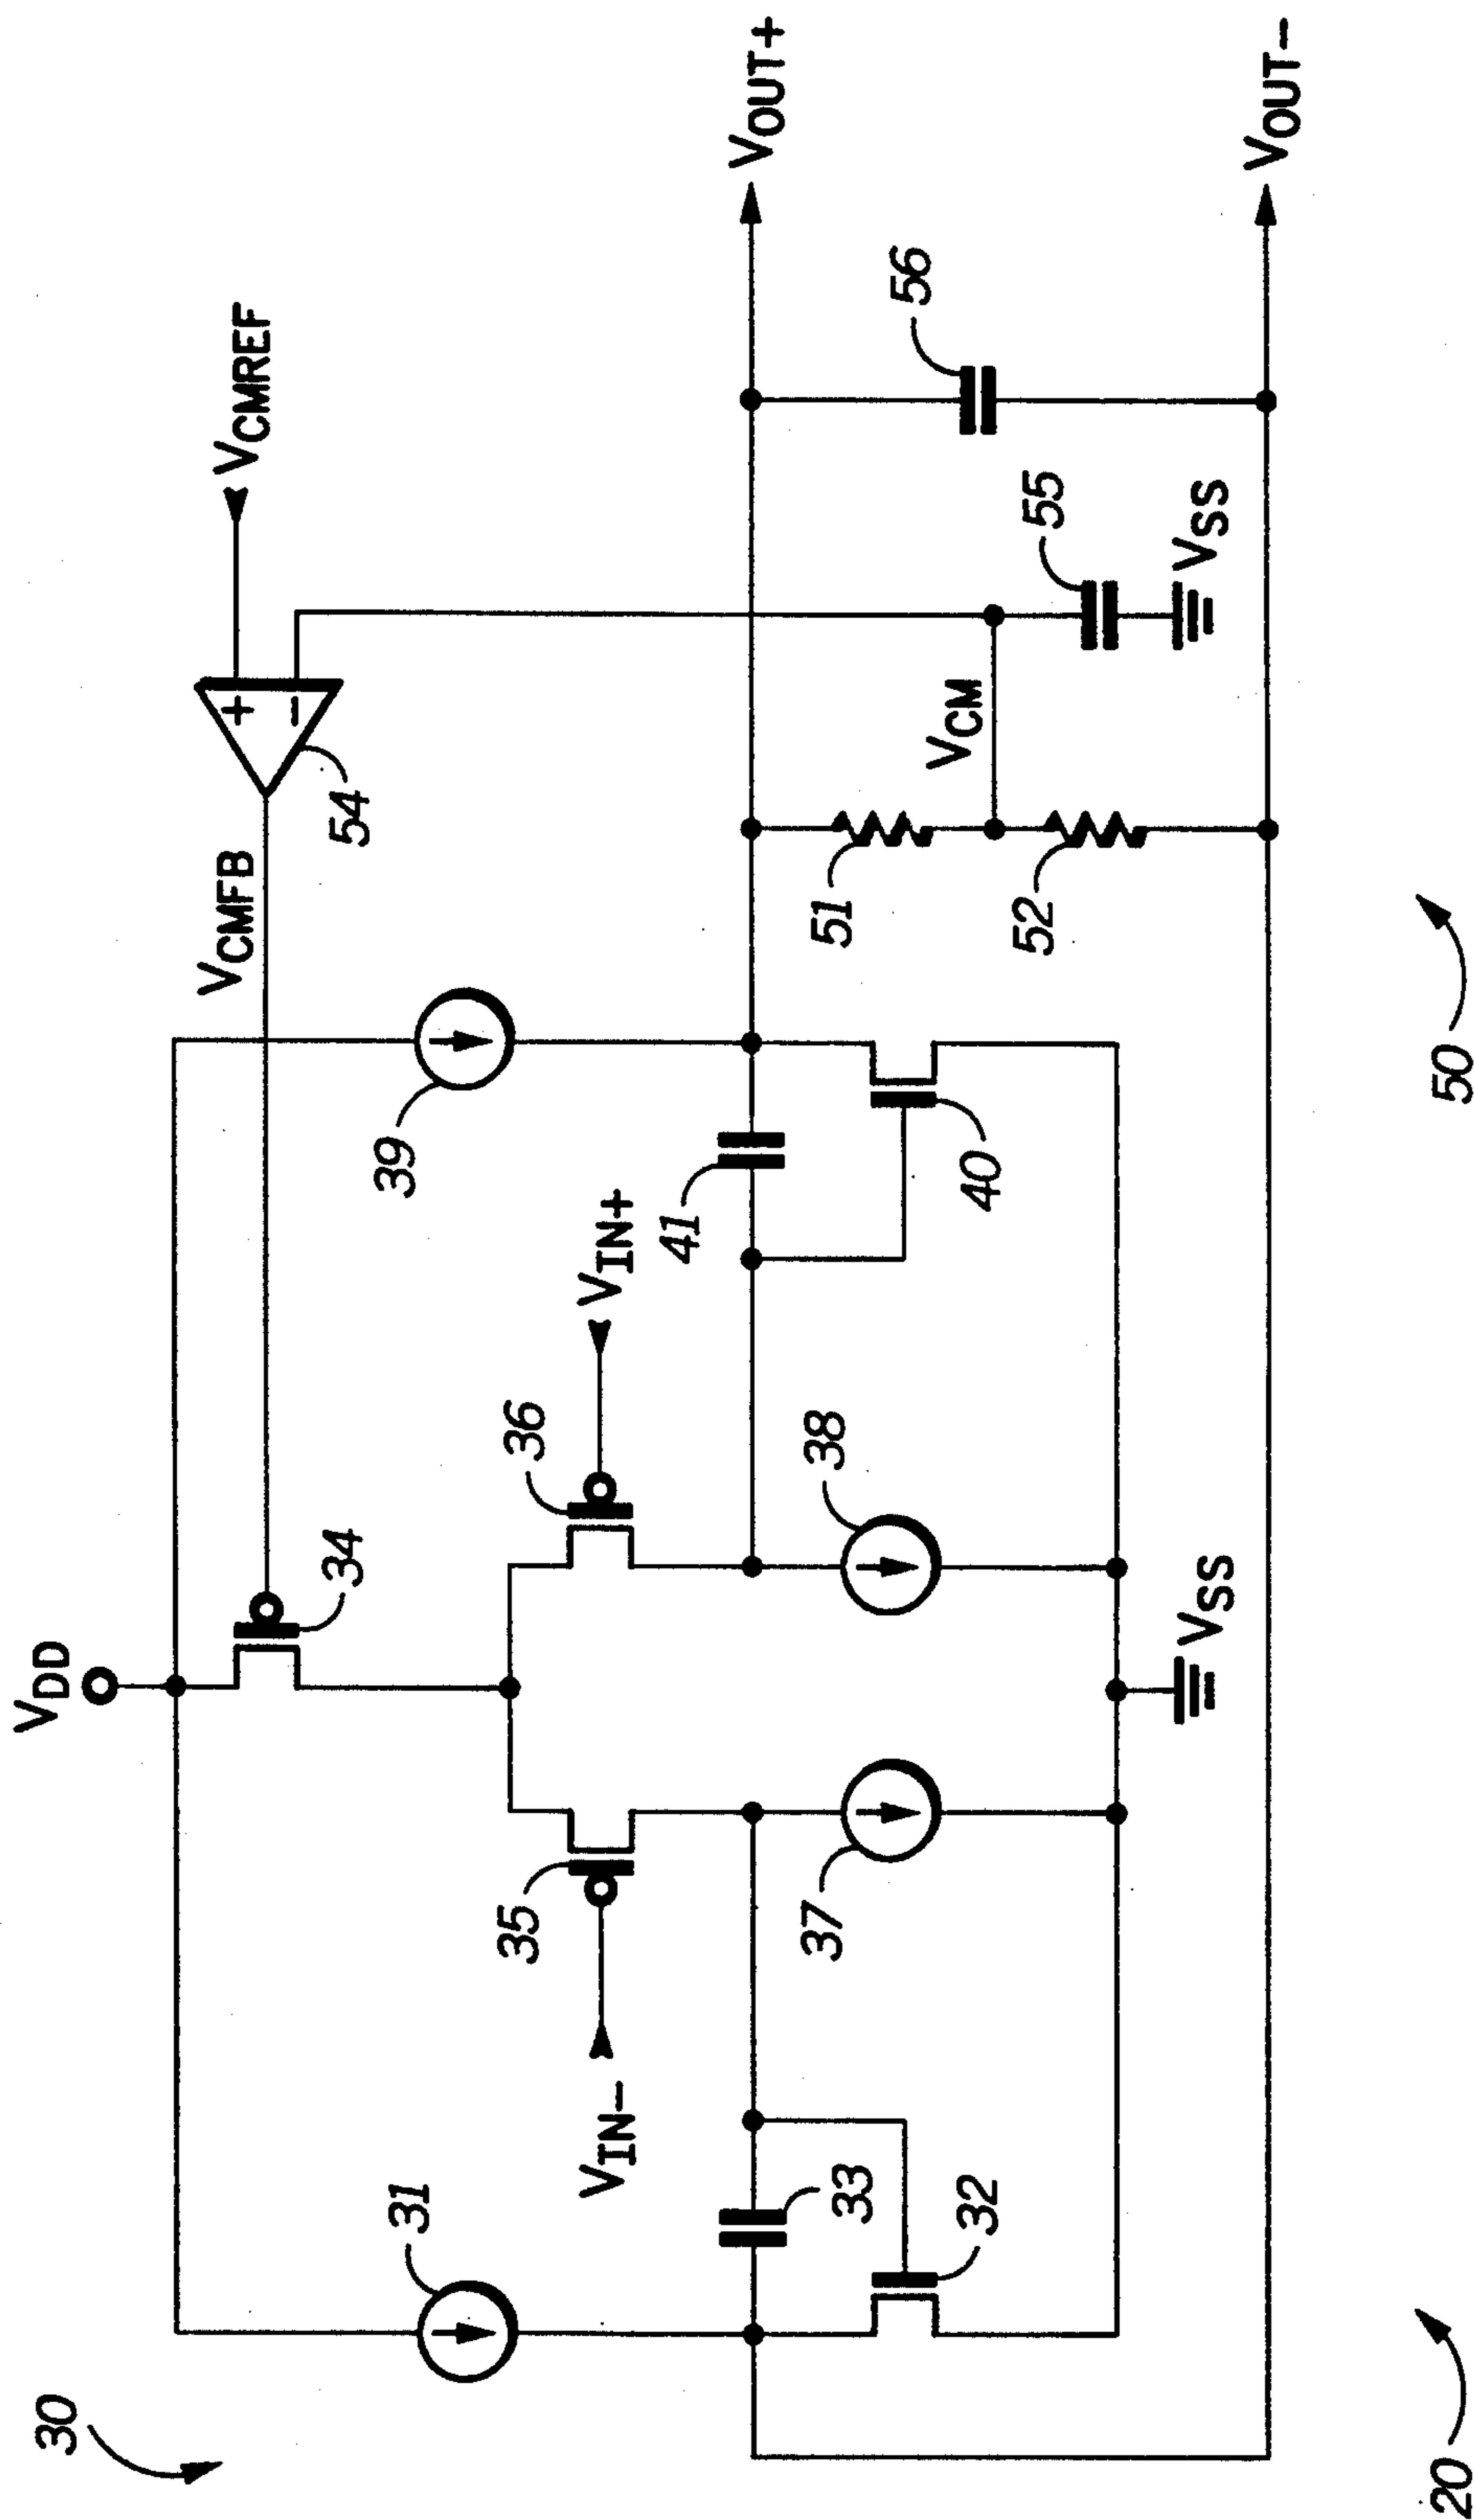 30
VDD
VCMFB
VCMREF
54
34
31
39
35
36
VIN-
VIN+
41
VOUT+
33
37
38
51
VCM
56
32
40
52
55
VSS
VSS
VOUT-
20
50